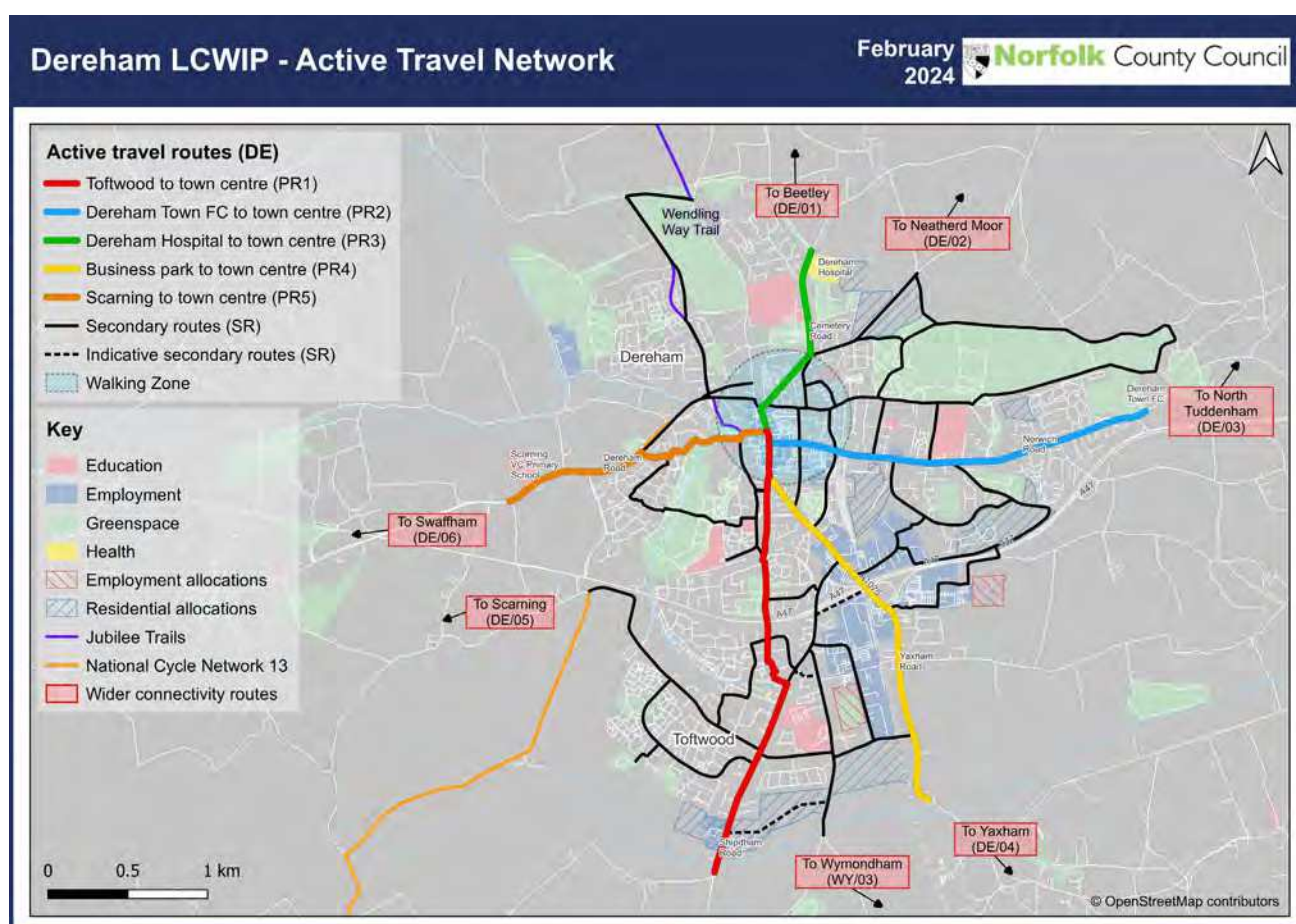 Dereham LCWIP - Active Travel Network
February
2024
Norfolk County Council
Active travel routes (DE)
Toftwood to town centre (PR1)
Dereham Town FC to town centre (PR2)
Dereham Hospital to town centre (PR3)
Business park to town centre (PR4)
Scarning to town centre (PR5)
Secondary routes (SR)
Indicative secondary routes (SR)
Walking Zone
Key
Education
Employment
Greenspace
Health
Employment allocations
Residential allocations
Jubilee Trails
National Cycle Network 13
Wider connectivity routes
To Beetley
(DE/01)
To Neatherd Moor
(DE/02)
Wendling
Way Trail
Dereham
Hospital
Cemetery
Road
Dereham
To North
Tuddenham
(DE/03)
Dereham
Town FC
Norwich
Road
Scarning
VC Primary
School
Dereham
Road
A47
To Swaffham
(DE/06)
A47
A47
A1075
To Scarning
(DE/05)
A47
Yaxham
Road
Toftwood
Shipdham
Road
To Yaxham
(DE/04)
To Wymondham
(WY/03)
0 0.5 1 km
© OpenStreetMap contributors